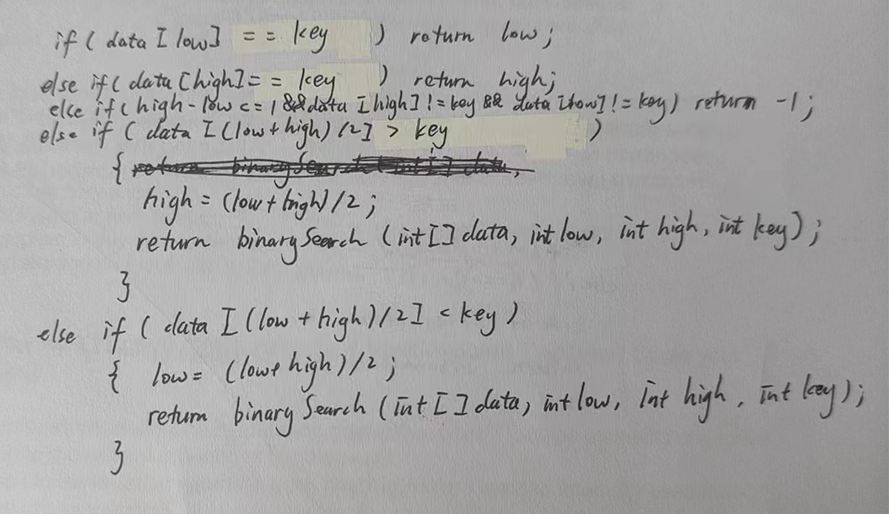 if ( data [ low] == key ) return low;
else if( data [high]== key ) return high;
else if( high-low <= 1 && data [high] != key && data [low] != key) return -1;
else if ( data [ (low+high) /2] > key )
{
high = (low+high)/2;
return binarySearch (int[] data, int low, int high, int key);
}
else if ( data [ (low + high)/2] < key )
{ low= (low+ high)/2;
return binary Search (int[] data, int low, int high, int key);
}